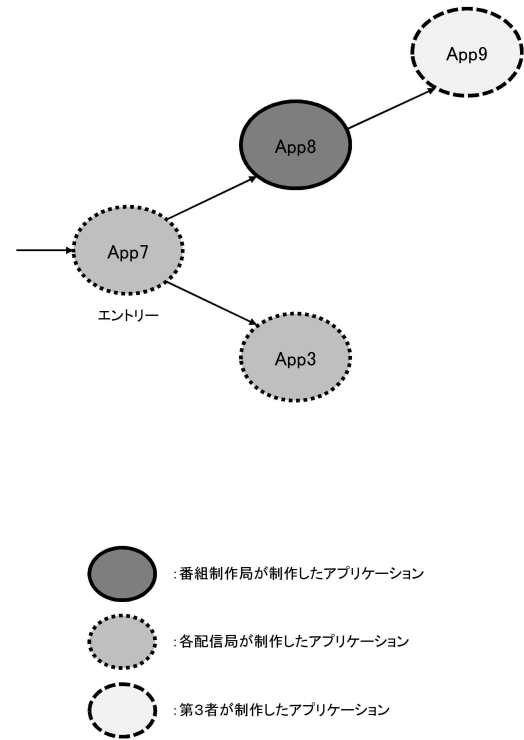 App9
App8
App7
エントリー
App3
：番組制作局が制作したアプリケーション
：各配信局が制作したアプリケーション
：第３者が制作したアプリケーション